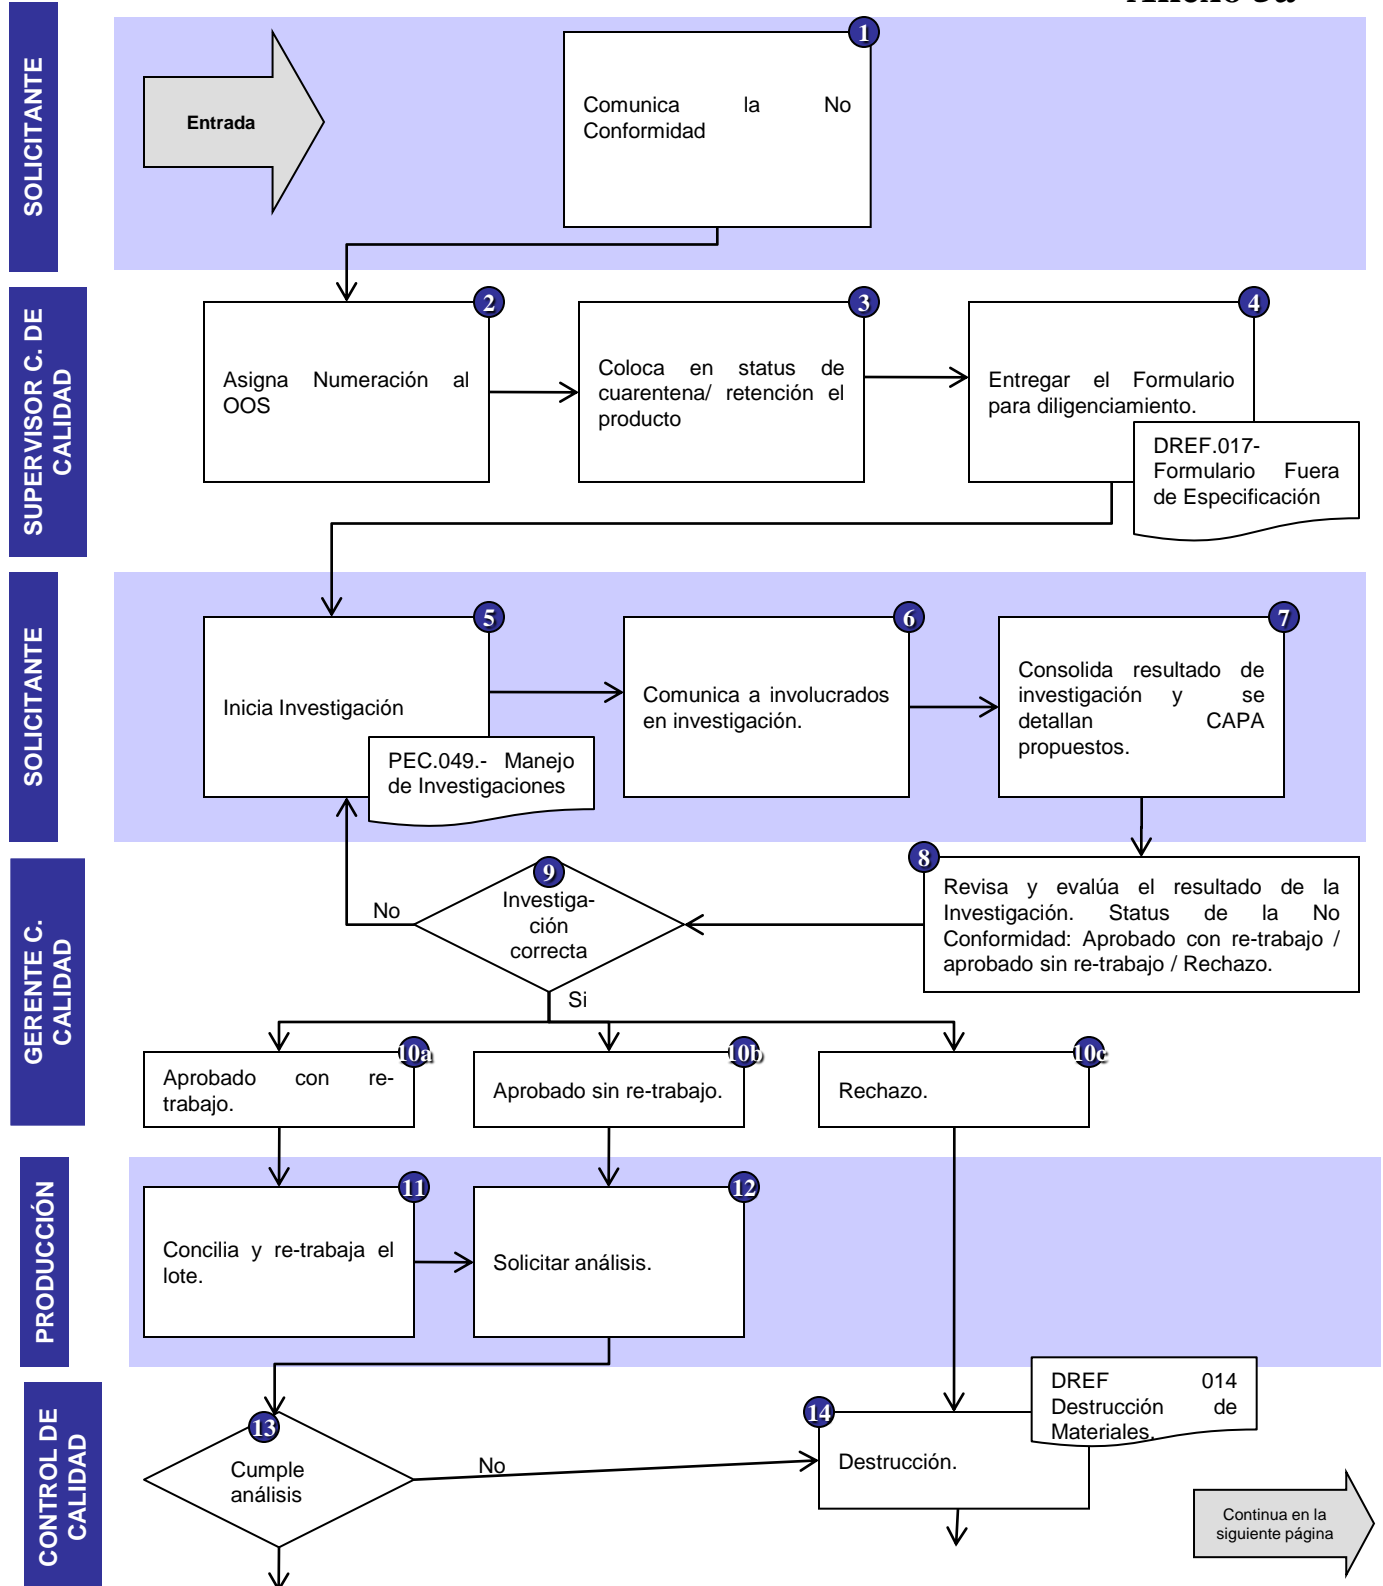 Anexo 3a
SOLICITANTE
Entrada
1
Comunica la No
Conformidad
SUPERVISOR C. DE
CALIDAD
2
Asigna Numeración al
OOS
3
Coloca en status de
cuarentena/ retención el
producto
4
Entregar el Formulario
para diligenciamiento.
DREF.017-
Formulario Fuera
de Especificación
SOLICITANTE
5
Inicia Investigación
PEC.049.- Manejo
de Investigaciones
6
Comunica a involucrados
en investigación.
7
Consolida resultado de
investigación y se
detallan CAPA
propuestos.
GERENTE C.
CALIDAD
8
Revisa y evalúa el resultado de la
Investigación. Status de la No
Conformidad: Aprobado con re-trabajo /
aprobado sin re-trabajo / Rechazo.
9
Investiga-
ción
correcta
No
Si
10a
Aprobado con re-
trabajo.
10b
Aprobado sin re-trabajo.
10c
Rechazo.
PRODUCCIÓN
11
Concilia y re-trabaja el
lote.
12
Solicitar análisis.
CONTROL DE
CALIDAD
13
Cumple
análisis
No
14
Destrucción.
DREF 014
Destrucción de
Materiales.
Continua en la
siguiente página